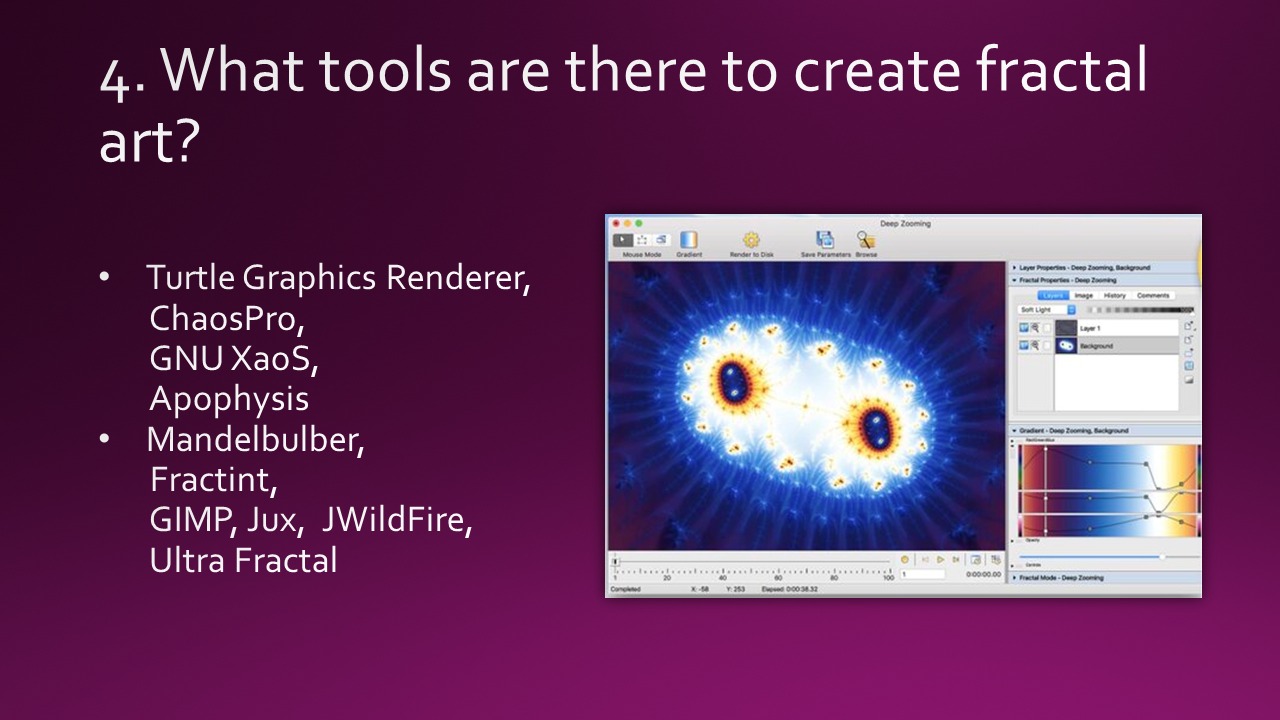 4. What tools are there to create fractal
art?
• Turtle Graphics Renderer,
ChaosPro,
GNU XaoS,
Apophysis
• Mandelbulber,
Fractint,
GIMP, Jux,  JWildFire,
Ultra Fractal
Deep Zooming
Mouse Mode Gradient Render to Disk Save Parameters Browse
Layer Properties - Deep Zooming, Background
Fractal Properties - Deep Zooming
Layers Image History Comments
Soft Light 100%
Layer 1
Background
Gradient - Deep Zooming, Background
Red/Green/Blue
Opacity
Controls
Fractal Mode - Deep Zooming
1 20 40 60 80 100 1 0:00:00.00
Completed X: -58 Y: 253 Elapsed: 0:00:38.32